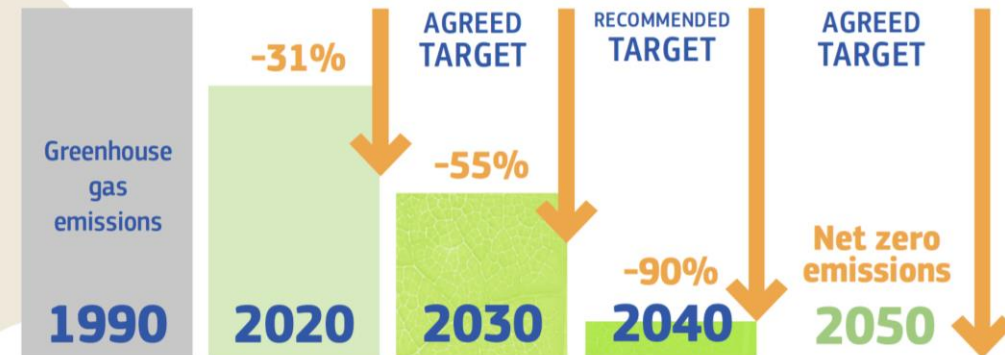 Greenhouse
gas
emissions
1990
-31%
2020
AGREED
TARGET
-55%
2030
RECOMMENDED
TARGET
-90%
2040
AGREED
TARGET
Net zero
emissions
2050